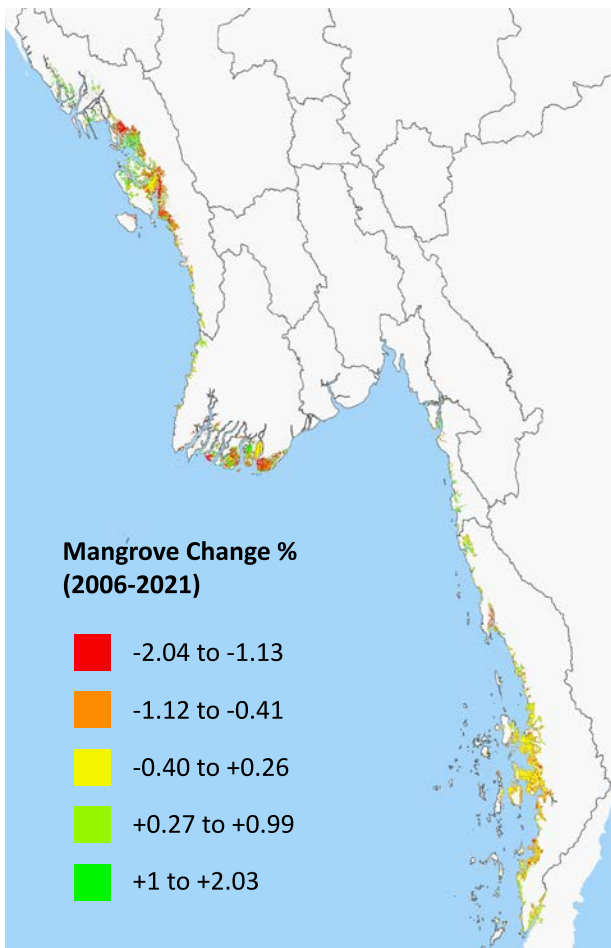 Mangrove Change %
(2006-2021)
-2.04 to -1.13
-1.12 to -0.41
-0.40 to +0.26
+0.27 to +0.99
+1 to +2.03